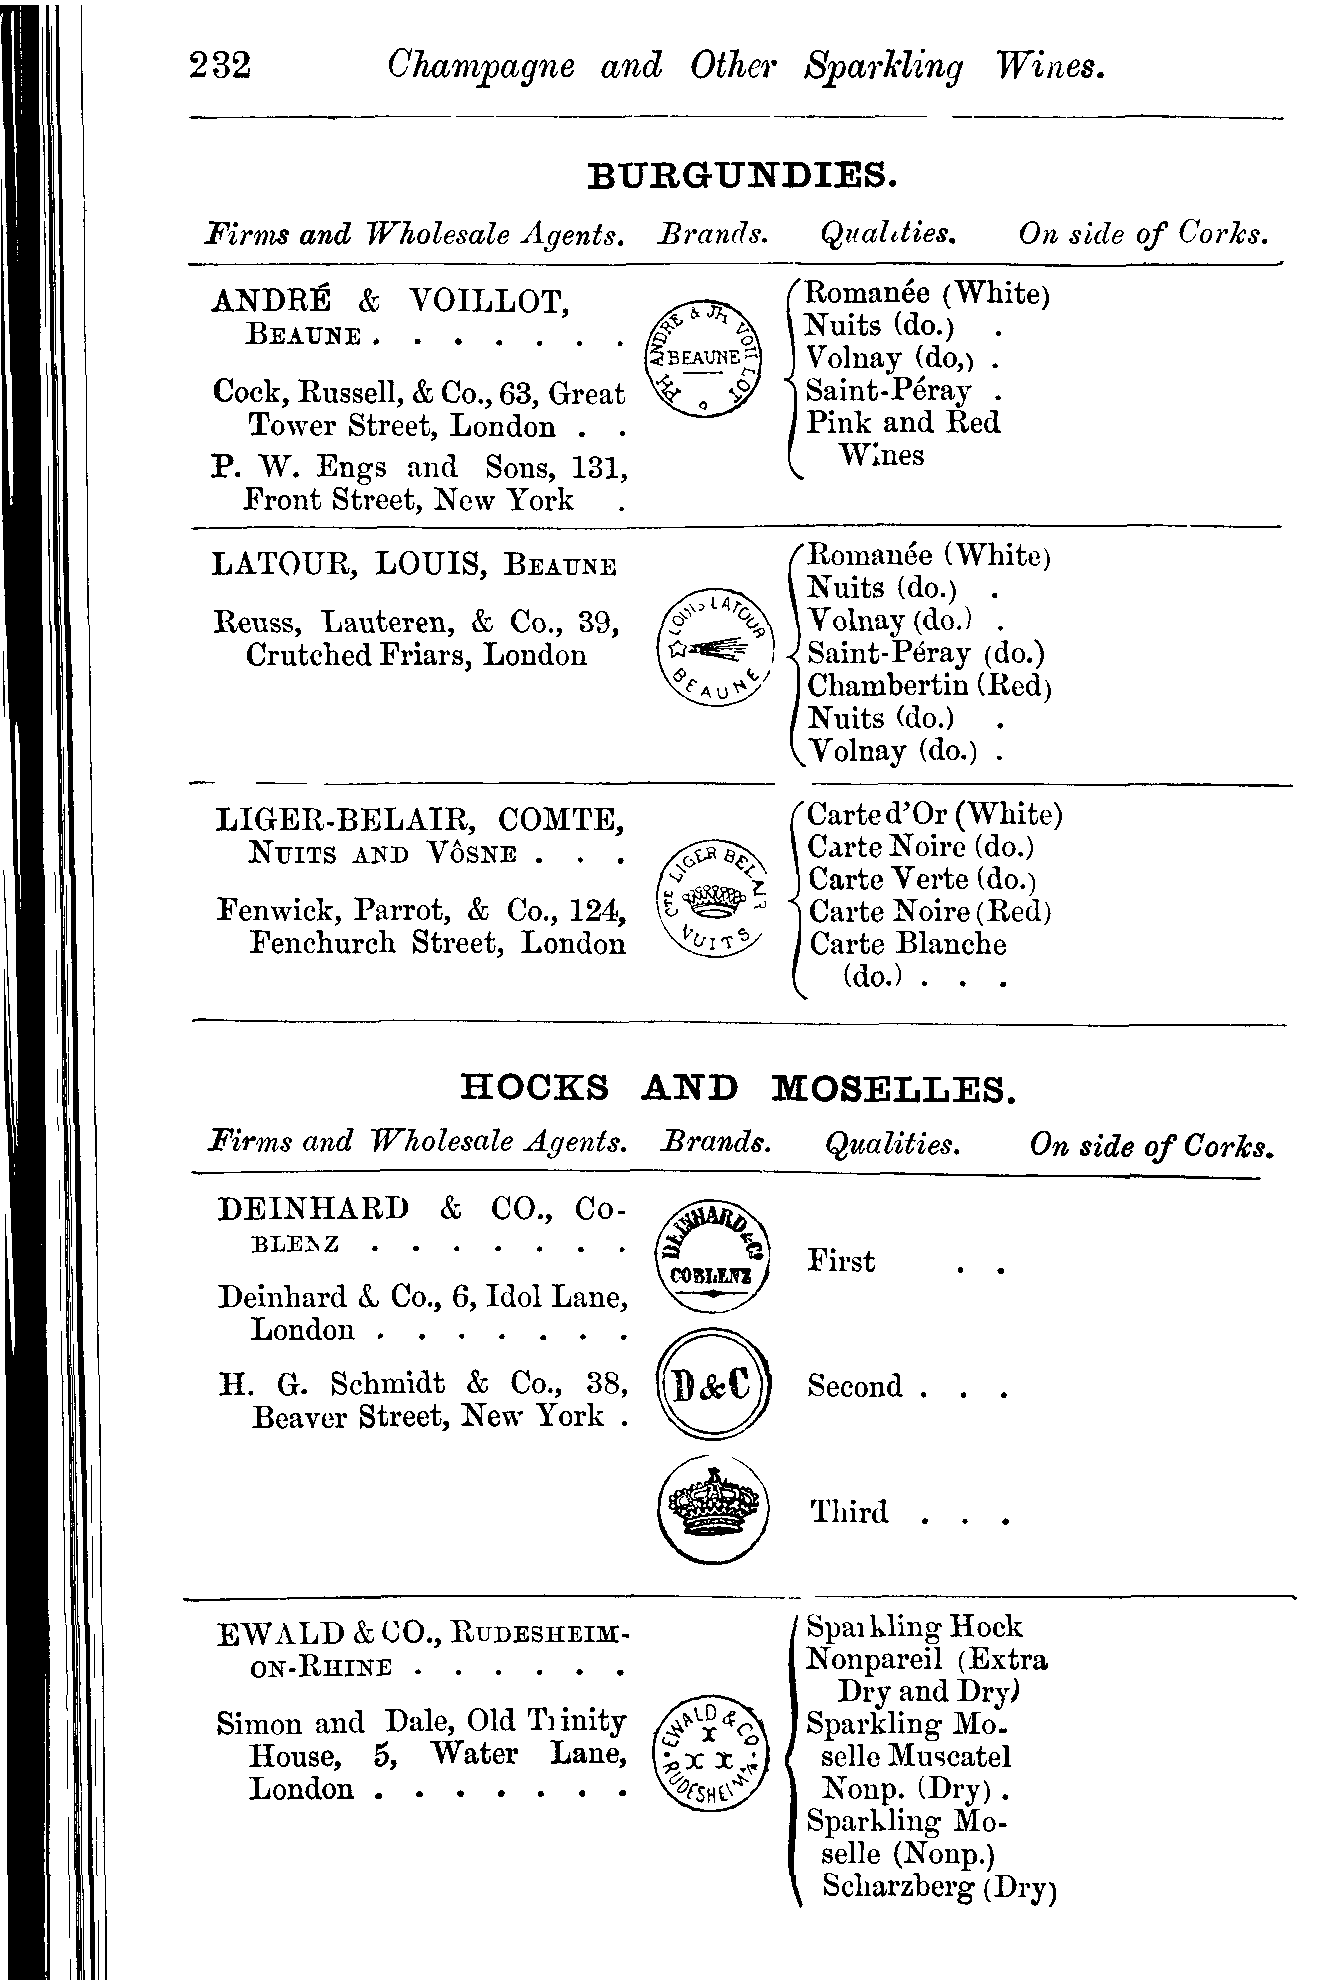 232 Champagne and Other Sparkling Wines.
BURGUNDIES.
Firms and Wholesale Agents. Brands. Qualities. On side of Corks.
ANDRÉ & VOILLOT,
BEAUNE . . . . . . .
Cock, Russell, & Co., 63, Great
Tower Street, London . .
P. W. Engs and Sons, 131,
Front Street, New York .
PH ANDRE & JH VOILLOT
BEAUNE
Romanée (White)
Nuits (do.) .
Volnay (do,) .
Saint-Péray .
Pink and Red
Wines
LATOUR, LOUIS, BEAUNE
Reuss, Lauteren, & Co., 39,
Crutched Friars, London
LOUIS LATOUR
BEAUNE
Romanée (White)
Nuits (do.) .
Volnay (do.) .
Saint-Péray (do.)
Chambertin (Red)
Nuits (do.) .
Volnay (do.) .
LIGER-BELAIR, COMTE,
NUITS AND VÔSNE . . .
Fenwick, Parrot, & Co., 124,
Fenchurch Street, London
CTE LIGER BELAIR
NUITS
Carte d'Or (White)
Carte Noire (do.)
Carte Verte (do.)
Carte Noire (Red)
Carte Blanche
(do.) . . .
HOCKS AND MOSELLES.
Firms and Wholesale Agents. Brands. Qualities. On side of Corks.
DEINHARD & CO., CO-
BLENZ . . . . . . .
Deinhard & Co., 6, Idol Lane,
London . . . . . . .
H. G. Schmidt & Co., 38,
Beaver Street, New York .
DEINHARD & Co
COBLENZ
First . .
D&C
Second . . .
Third . . .
EWALD & CO., RUDESHEIM-
ON-RHINE . . . . . .
Simon and Dale, Old Trinity
House, 5, Water Lane,
London . . . . . . .
EWALD & CO
X
X X
RUDESHEIM
Sparkling Hock
Nonpareil (Extra
Dry and Dry)
Sparkling Mo-
selle Muscatel
Nonp. (Dry) .
Sparkling Mo-
selle (Nonp.)
Scharzberg (Dry)